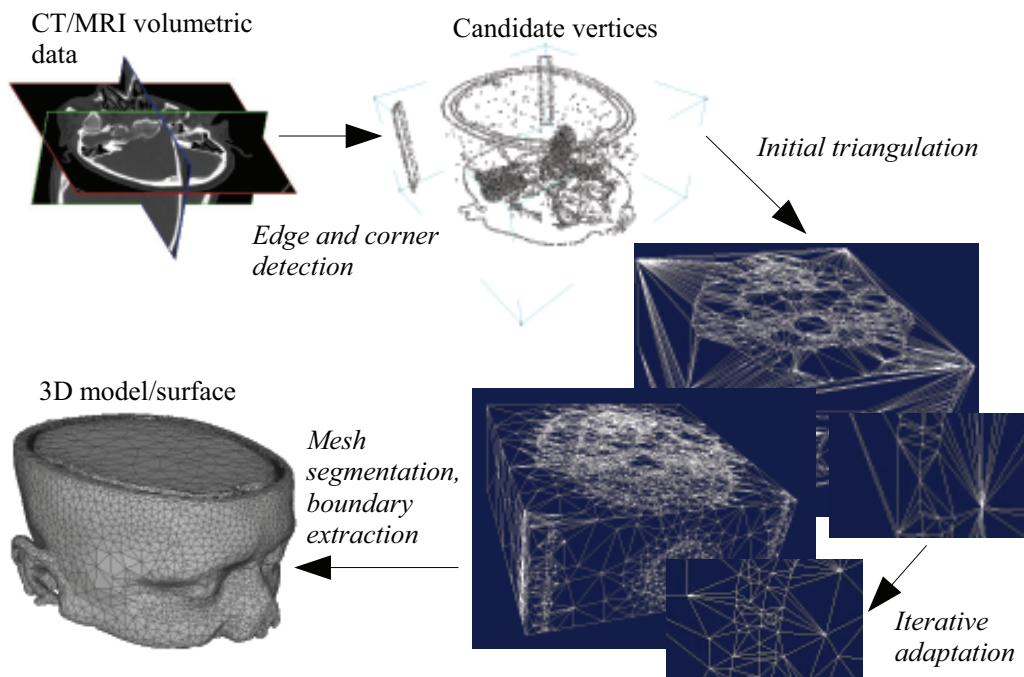 CT/MRI volumetric
data
Candidate vertices
Initial triangulation
Edge and corner
detection
3D model/surface
Mesh
segmentation,
boundary
extraction
Iterative
adaptation